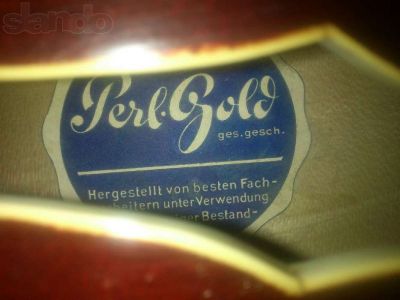 slando
Perl-Gold
ges.gesch.
Hergestellt von besten Fach-
unter Verwendung
Bestand-